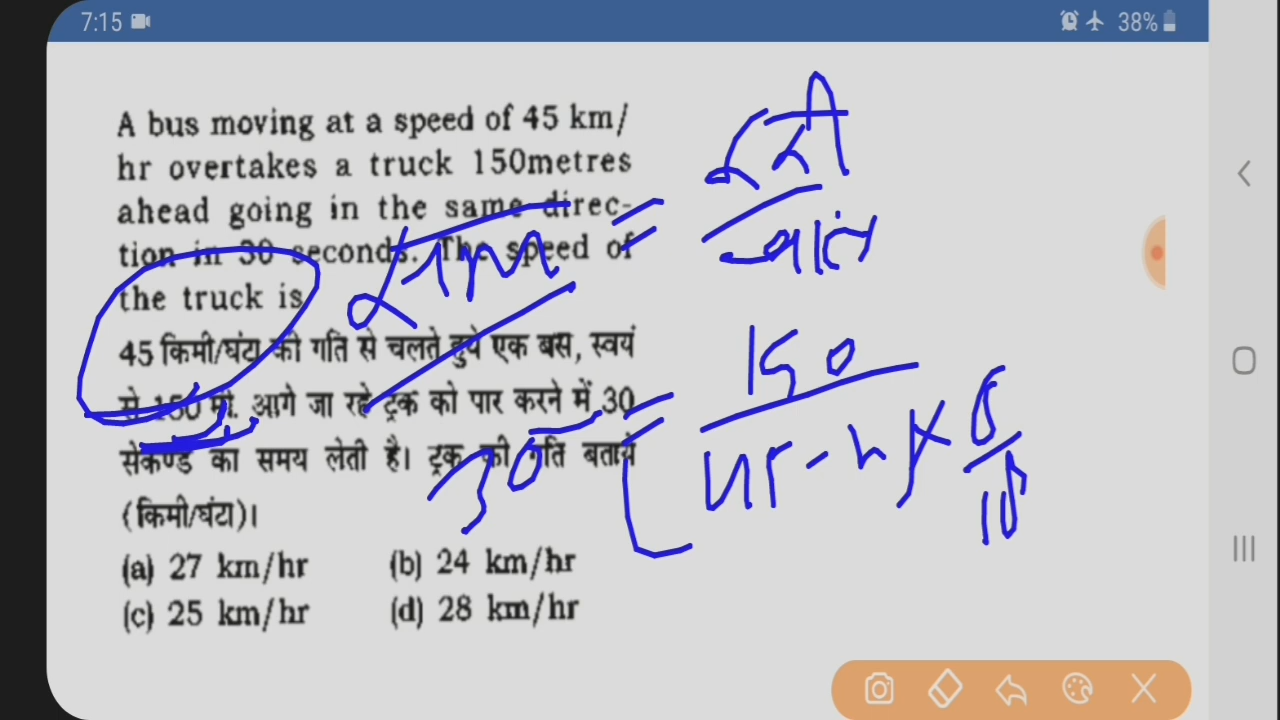 7:15
38%
A bus moving at a speed of 45 km/
hr overtakes a truck 150metres
ahead going in the same direc-
tion in 30 seconds. The speed of
the truck is
45 किमी/घंटा की गति से चलते हुये एक बस, स्वयं
से 150 मी. आगे जा रहे ट्रक को पार करने में 30
सेकण्ड का समय लेती है। ट्रक की गति बतायें
(किमी/घंटा)।
(a) 27 km/hr (b) 24 km/hr
(c) 25 km/hr (d) 28 km/hr
150
30 =
5
18